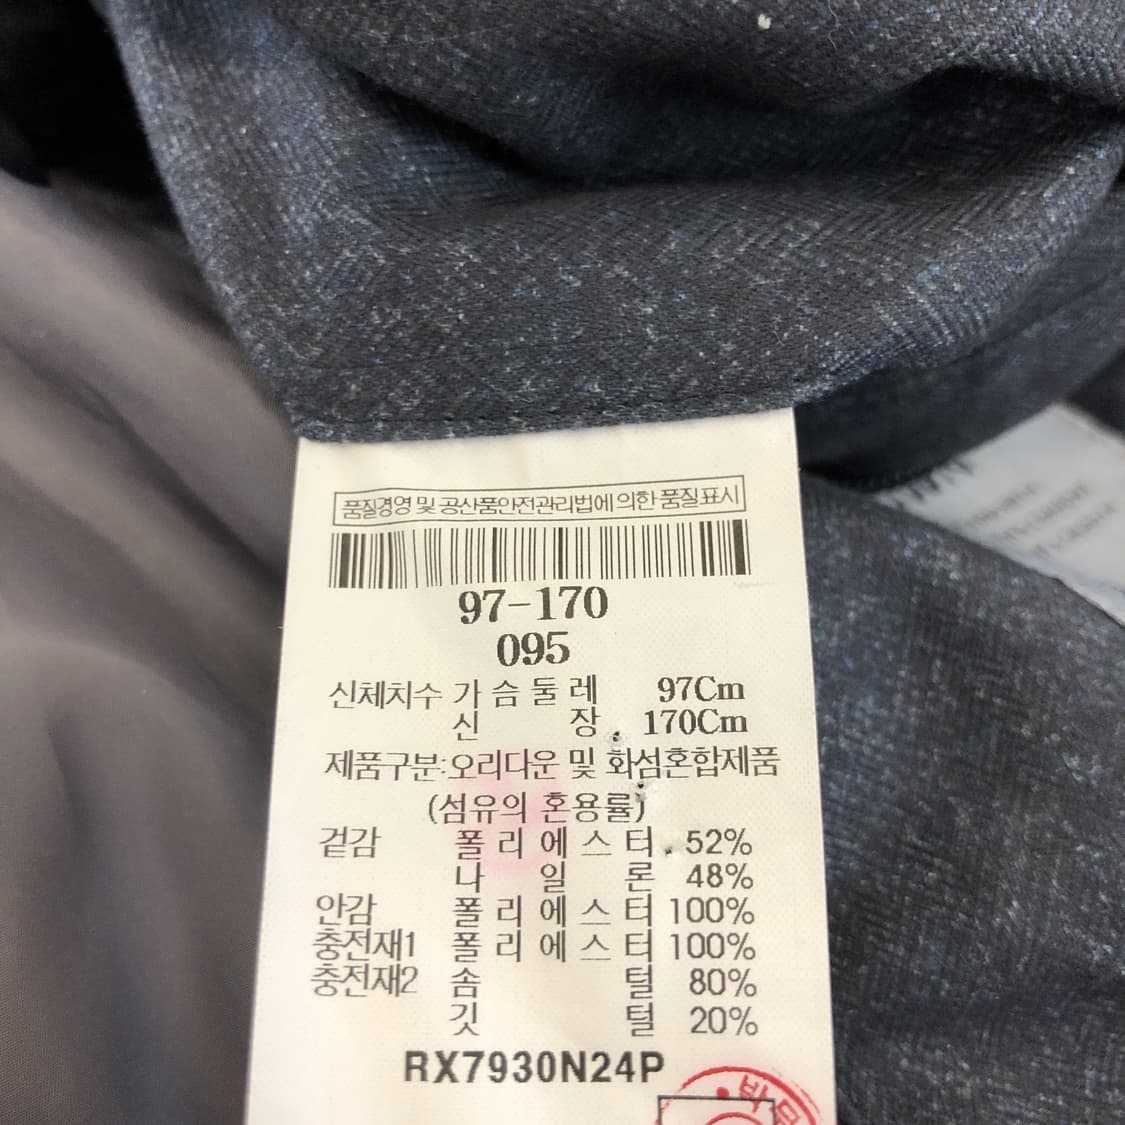 품질경영 및 공산품안전관리법에 의한 품질표시
97-170
095
신체치수 가슴둘레 97Cm
신장 170Cm
제품구분:오리다운 및 화섬혼합제품
(섬유의 혼용률)
겉감 폴리에스터 52%
나일론 48%
안감 폴리에스터 100%
충전재1 폴리에스터 100%
충전재2 솜털 80%
깃털 20%
RX7930N24P